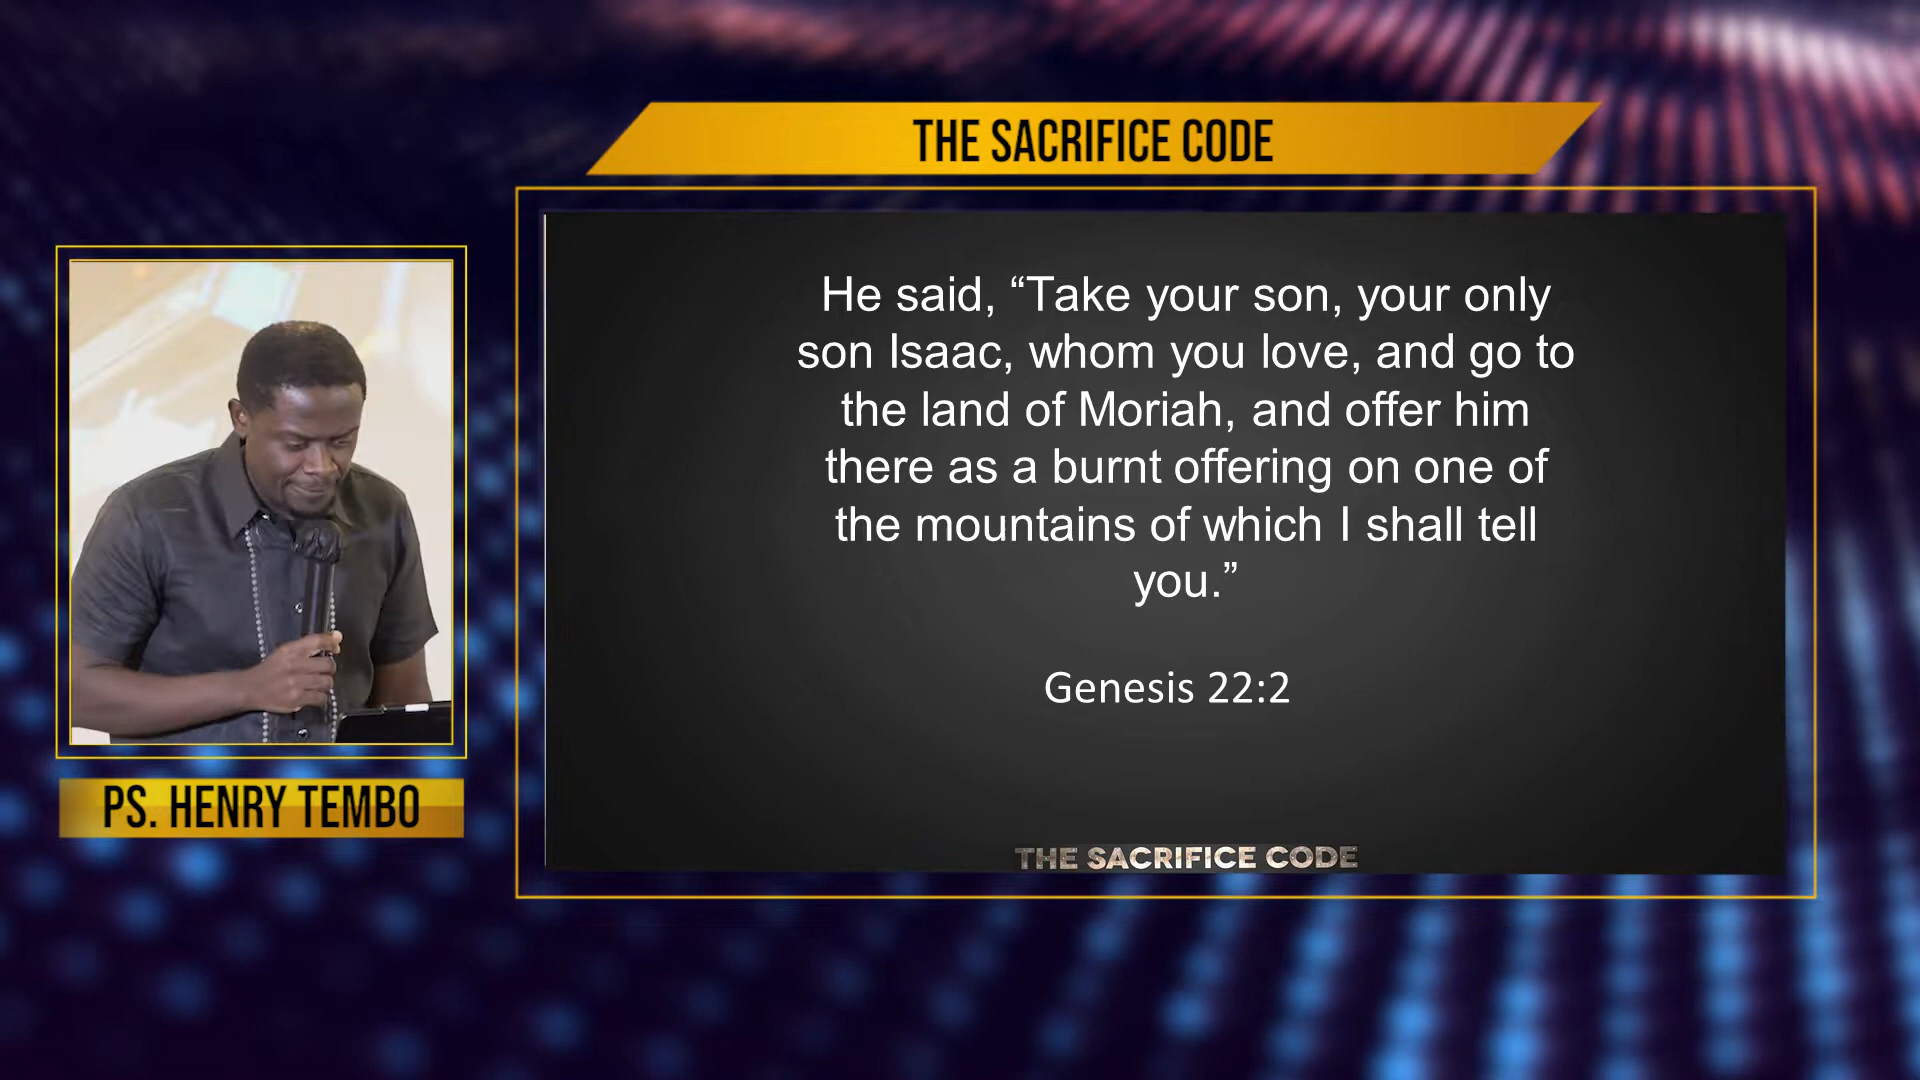 THE SACRIFICE CODE
He said, “Take your son, your only
son Isaac, whom you love, and go to
the land of Moriah, and offer him
there as a burnt offering on one of
the mountains of which I shall tell
you.”
Genesis 22:2
THE SACRIFICE CODE
PS. HENRY TEMBO